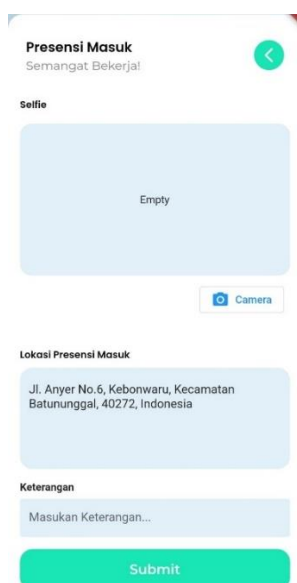 Presensi Masuk
Semangat Bekerja!
Selfie
Empty
Camera
Lokasi Presensi Masuk
Jl. Anyer No.6, Kebonwaru, Kecamatan
Batununggal, 40272, Indonesia
Keterangan
Masukan Keterangan...
Submit